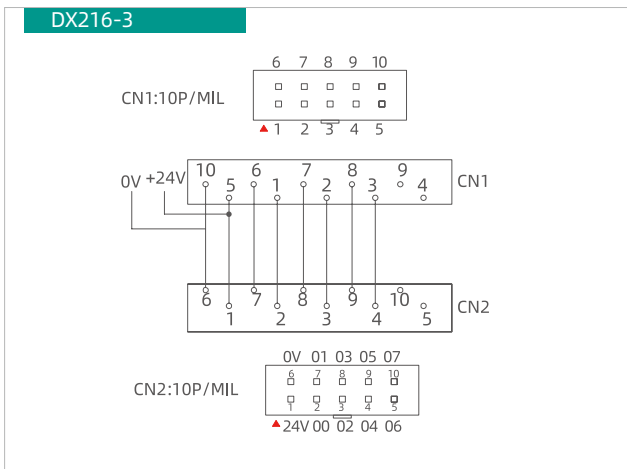 DX216-3
6 7 8 9 10
CN1:10P/MIL
1 2 3 4 5
0V +24V
10 5 6 1 7 2 8 3 9 4
CN1
6 1 7 2 8 3 9 4 10 5
CN2
0V 01 03 05 07
6 7 8 9 10
CN2:10P/MIL
1 2 3 4 5
24V 00 02 04 06